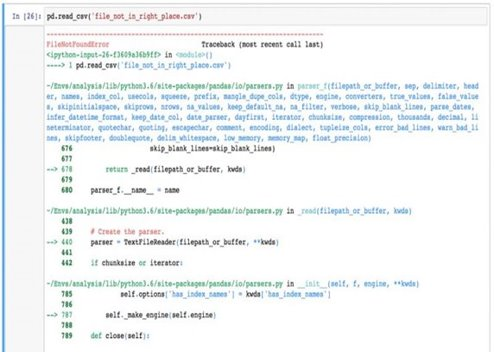 In [26]: pd.read_csv('file_not_in_right_place.csv')
---------------------------------------------------------------------------
FileNotFoundError                         Traceback (most recent call last)
<ipython-input-26-f3609a36b9ff> in <module>()
----> 1 pd.read_csv('file_not_in_right_place.csv')
~/Envs/analysis/lib/python3.6/site-packages/pandas/io/parsers.py in parser_f(filepath_or_buffer, sep, delimiter, head
er, names, index_col, usecols, squeeze, prefix, mangle_dupe_cols, dtype, engine, converters, true_values, false_value
s, skipinitialspace, skiprows, nrows, na_values, keep_default_na, na_filter, verbose, skip_blank_lines, parse_dates,
infer_datetime_format, keep_date_col, date_parser, dayfirst, iterator, chunksize, compression, thousands, decimal, li
neterminator, quotechar, quoting, escapechar, comment, encoding, dialect, tupleize_cols, error_bad_lines, warn_bad_li
nes, skipfooter, doublequote, delim_whitespace, low_memory, memory_map, float_precision)
676                     skip_blank_lines=skip_blank_lines)
677
--> 678         return _read(filepath_or_buffer, kwds)
679
680     parser_f.__name__ = name
~/Envs/analysis/lib/python3.6/site-packages/pandas/io/parsers.py in _read(filepath_or_buffer, kwds)
438
439     # Create the parser.
--> 440     parser = TextFileReader(filepath_or_buffer, **kwds)
441
442     if chunksize or iterator:
~/Envs/analysis/lib/python3.6/site-packages/pandas/io/parsers.py in __init__(self, f, engine, **kwds)
785             self.options['has_index_names'] = kwds['has_index_names']
786
--> 787         self._make_engine(self.engine)
788
789     def close(self):